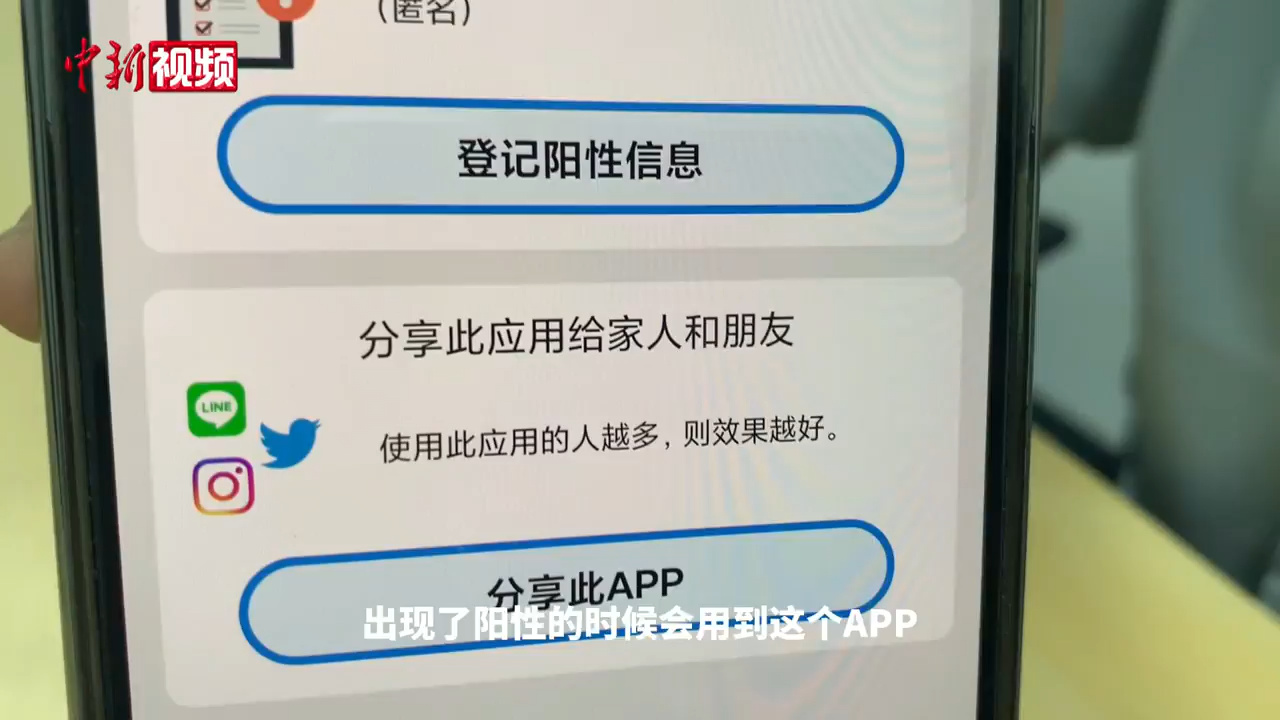 （匿名）
中新视频
登记阳性信息
分享此应用给家人和朋友
LINE
使用此应用的人越多，则效果越好。
分享此APP
出现了阳性的时候会用到这个APP